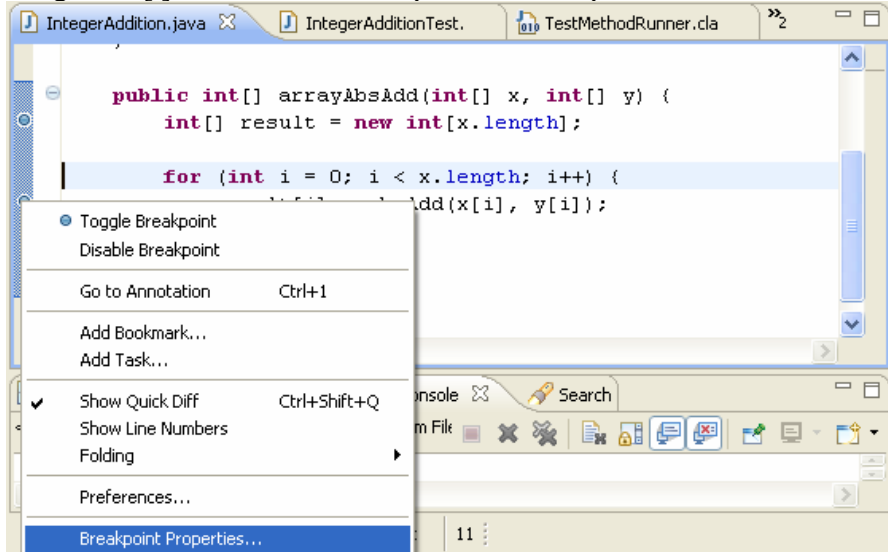 IntegerAddition.java IntegerAdditionTest. TestMethodRunner.cla »2
public int[] arrayAbsAdd(int[] x, int[] y) {
int[] result = new int[x.length];
for (int i = 0; i < x.length; i++) {
Add(x[i], y[i]);
Toggle Breakpoint
Disable Breakpoint
Go to Annotation Ctrl+1
Add Bookmark...
Add Task...
Show Quick Diff Ctrl+Shift+Q
Show Line Numbers
Folding
Preferences...
Breakpoint Properties...
onsole Search
m File
11